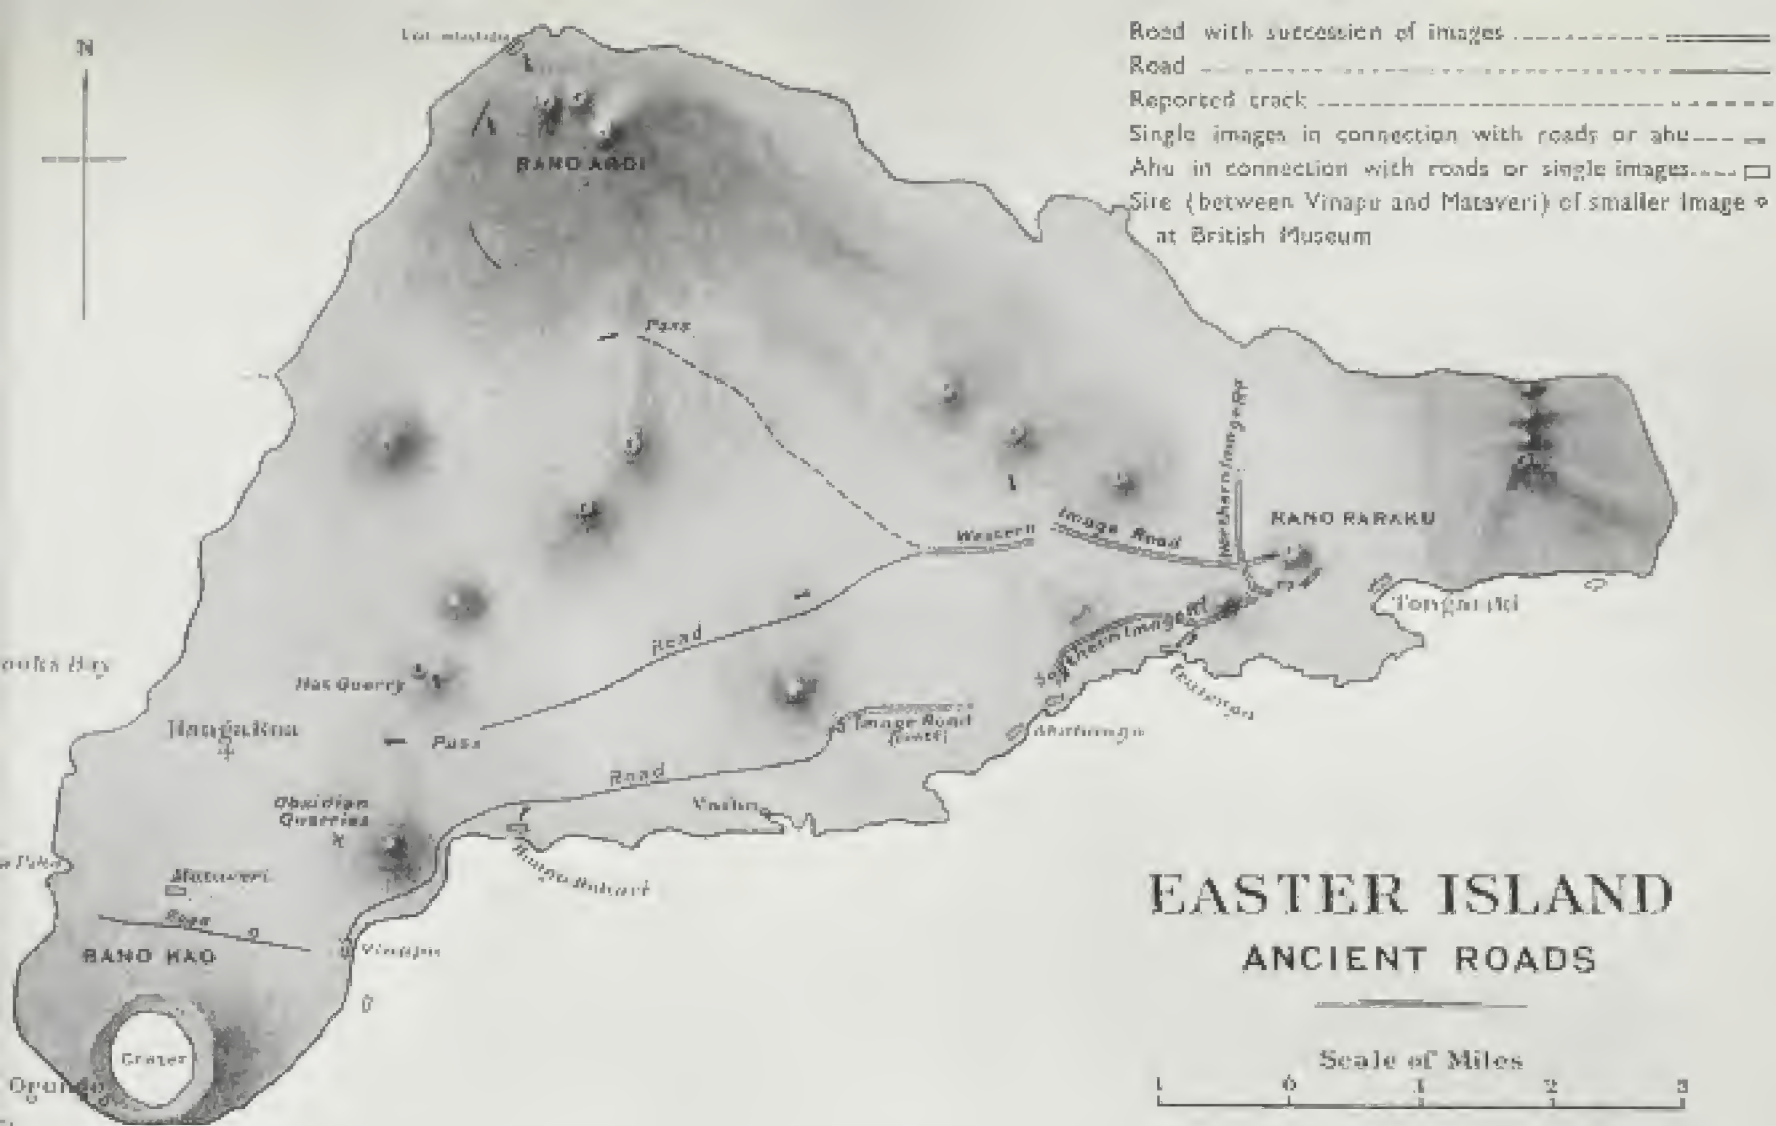 N
Road with succession of images
Road
Reported track
Single images in connection with roads or ahu
Ahu in connection with roads or single images
Site (between Vinapu and Mataveri) of smaller Image
at British Museum
RANO AROI
Pass
Northern Image Rd
Western Image Road
RANO RARAKU
Tongariki
Southern Image Rd
Road
Hat Quarry
Pass
Image Road
Road
Vaihu
Obsidian
Quarries
Mataveri
Road
Vinapu
RANO KAO
Crater
EASTER ISLAND
ANCIENT ROADS
Scale of Miles
1 0 1 2 3